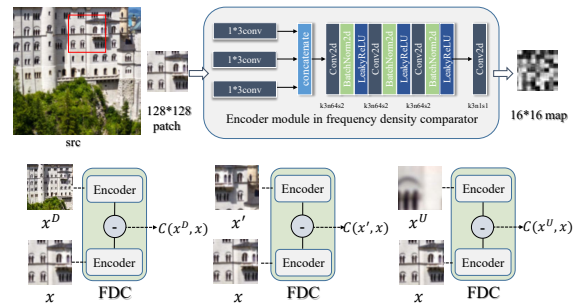 src
128*128
patch
1*3conv
1*3conv
1*3conv
concatenate
Conv2d
BatchNorm2d
LeakyReLU
Conv2d
BatchNorm2d
LeakyReLU
Conv2d
BatchNorm2d
LeakyReLU
Conv2d
k3n64s2
k3n64s2
k3n64s2
k3n1s1
Encoder module in frequency density comparator
16*16 map
x^D
x
Encoder
-
Encoder
FDC
C(x^D, x)
x′
x
Encoder
-
Encoder
FDC
C(x′, x)
x^U
x
Encoder
-
Encoder
FDC
C(x^U, x)